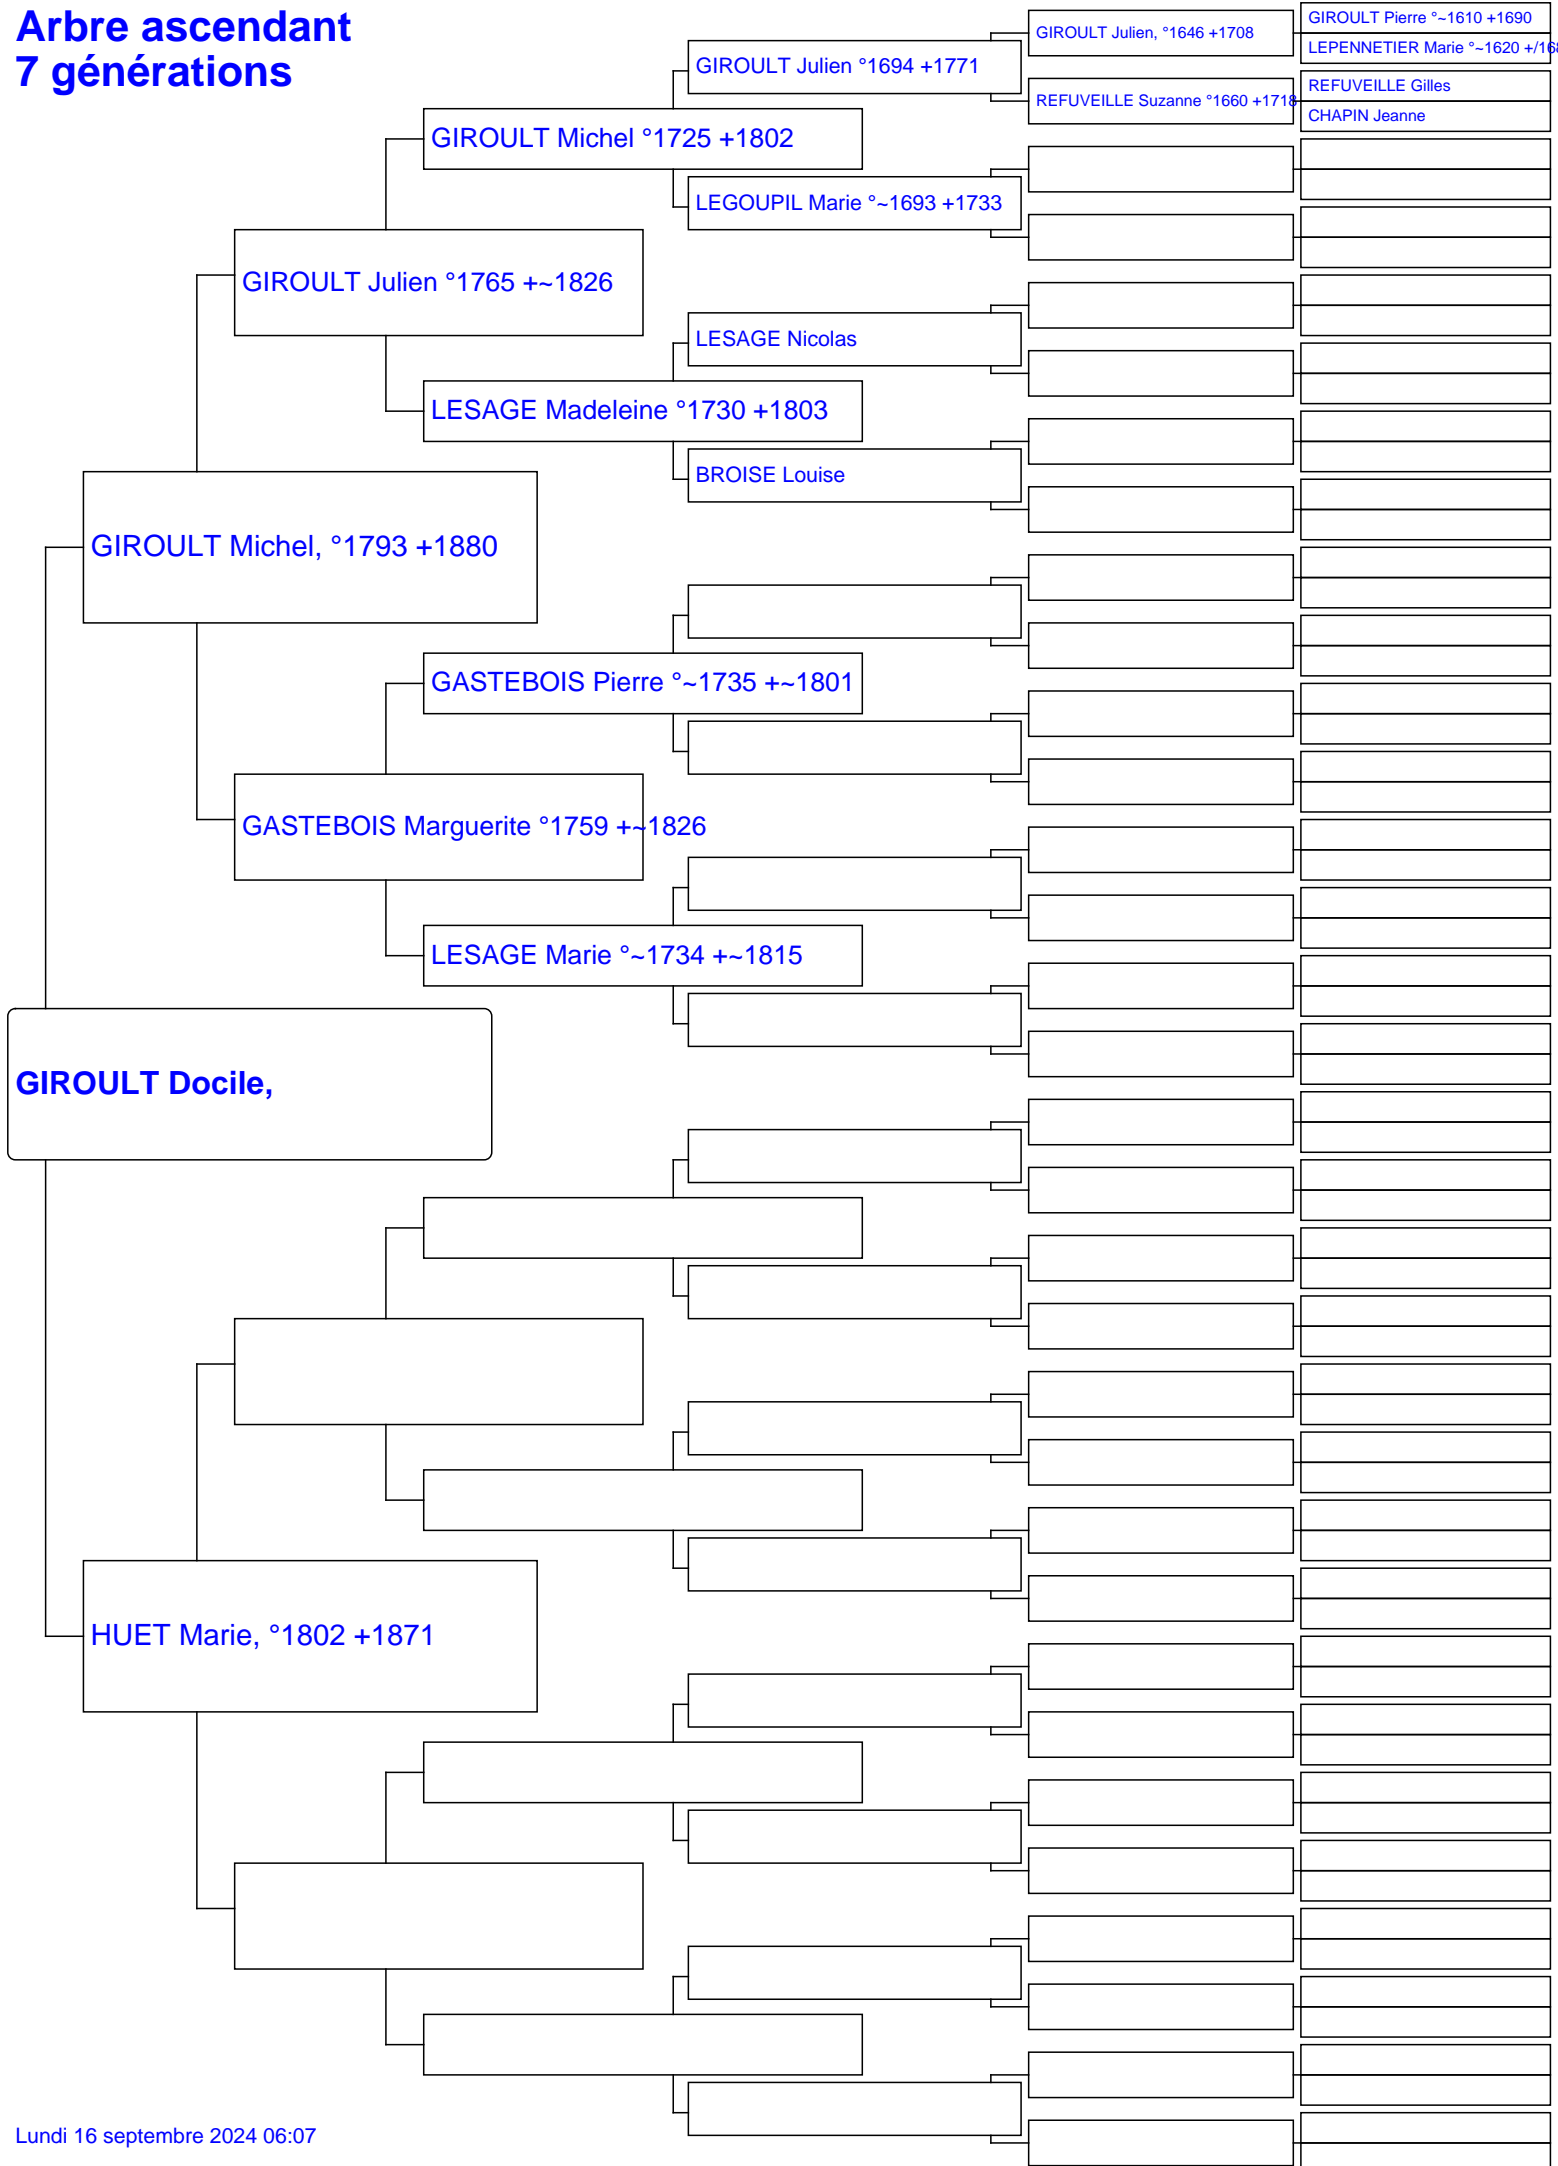 Arbre ascendant
7 générations
GIROULT Pierre °~1610 +1690
GIROULT Julien, °1646 +1708
LEPENNETIER Marie °~1620 +/16
GIROULT Julien °1694 +1771
REFUVEILLE Gilles
REFUVEILLE Suzanne °1660 +1718
CHAPIN Jeanne
GIROULT Michel °1725 +1802
LEGOUPIL Marie °~1693 +1733
GIROULT Julien °1765 +~1826
LESAGE Nicolas
LESAGE Madeleine °1730 +1803
BROISE Louise
GIROULT Michel, °1793 +1880
GASTEBOIS Pierre °~1735 +~1801
GASTEBOIS Marguerite °1759 +~1826
LESAGE Marie °~1734 +~1815
GIROULT Docile,
HUET Marie, °1802 +1871
Lundi 16 septembre 2024 06:07